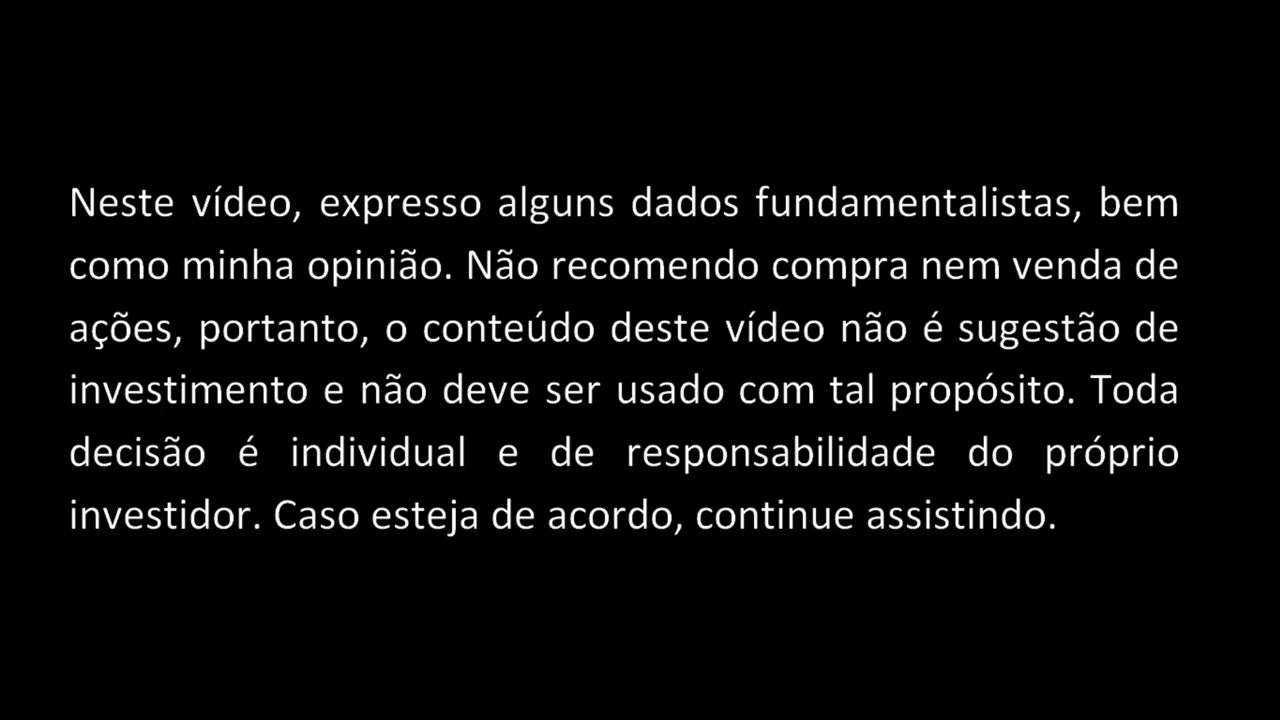 Neste vídeo, expresso alguns dados fundamentalistas, bem
como minha opinião. Não recomendo compra nem venda de
ações, portanto, o conteúdo deste vídeo não é sugestão de
investimento e não deve ser usado com tal propósito. Toda
decisão é individual e de responsabilidade do próprio
investidor. Caso esteja de acordo, continue assistindo.